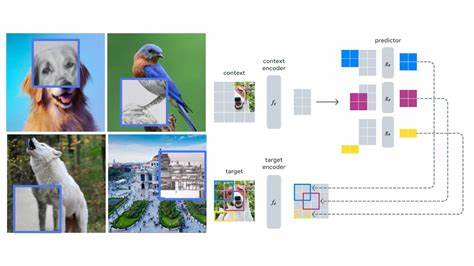 predictor
context
encoder
context
target
encoder
target